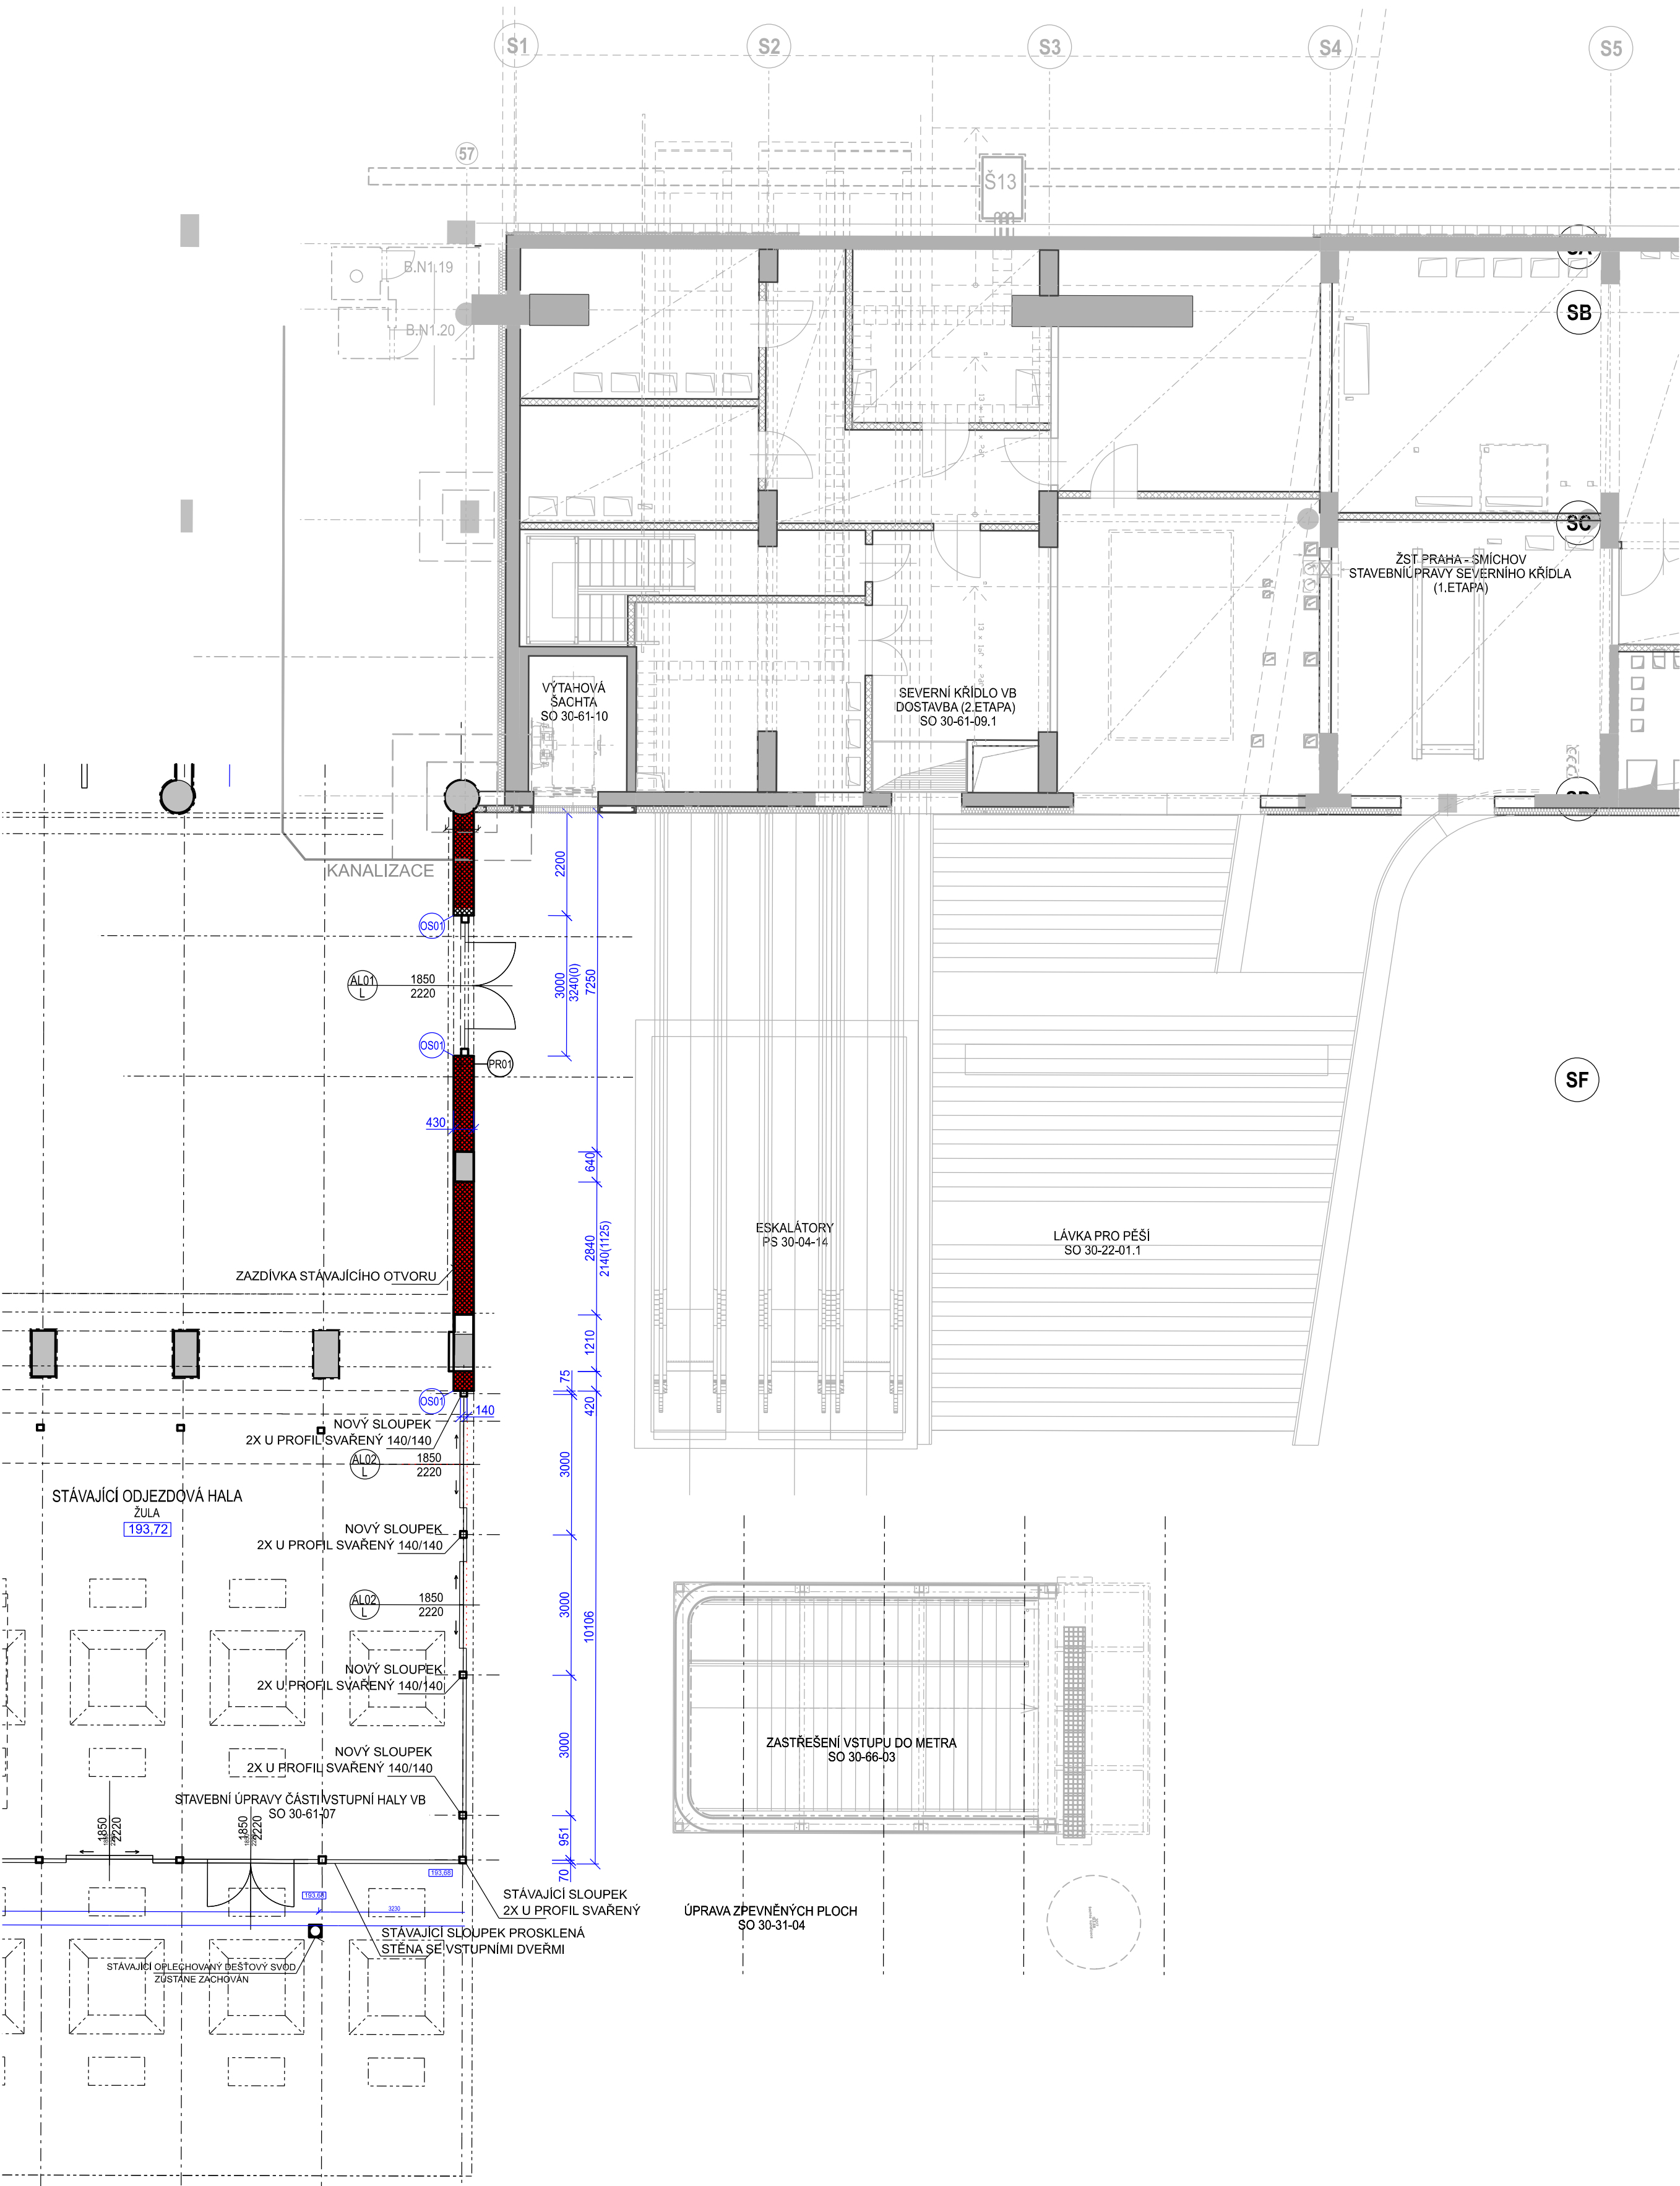 S1
S2
S3
S4
S5
57
Š13
B.N1.19
B.N1.20
SB
SC
ŽST PRAHA - SMÍCHOV
STAVEBNÍ ÚPRAVY SEVERNÍHO KŘÍDLA
(1.ETAPA)
VÝTAHOVÁ
ŠACHTA
SO 30-61-10
SEVERNÍ KŘÍDLO VB
DOSTAVBA (2.ETAPA)
SO 30-61-09.1
KANALIZACE
2200
OS01
AL01
L
1850
2220
3000
3240(0)
7250
OS01
PR01
SF
430
640
ESKALÁTORY
PS 30-04-14
LÁVKA PRO PĚŠÍ
SO 30-22-01.1
2840
2140(1125)
ZAZDÍVKA STÁVAJÍCÍHO OTVORU
1210
75
420
OS01
140
NOVÝ SLOUPEK
2X U PROFIL SVAŘENÝ 140/140
AL02
L
1850
2220
3000
STÁVAJÍCÍ ODJEZDOVÁ HALA
ŽULA
193,72
NOVÝ SLOUPEK
2X U PROFIL SVAŘENÝ 140/140
AL02
L
1850
2220
3000
10106
NOVÝ SLOUPEK
2X U PROFIL SVAŘENÝ 140/140
3000
NOVÝ SLOUPEK
2X U PROFIL SVAŘENÝ 140/140
ZASTŘEŠENÍ VSTUPU DO METRA
SO 30-66-03
STAVEBNÍ ÚPRAVY ČÁSTI VSTUPNÍ HALY VB
SO 30-61-07
1850
2220
1850
2220
951
70
193,68
193,68
3230
STÁVAJÍCÍ SLOUPEK
2X U PROFIL SVAŘENÝ
ÚPRAVA ZPEVNĚNÝCH PLOCH
SO 30-31-04
STÁVAJÍCÍ SLOUPEK PROSKLENÁ
STĚNA SE VSTUPNÍMI DVEŘMI
STÁVAJÍCÍ OPLECHOVANÝ DEŠŤOVÝ SVOD
ZŮSTANE ZACHOVÁN